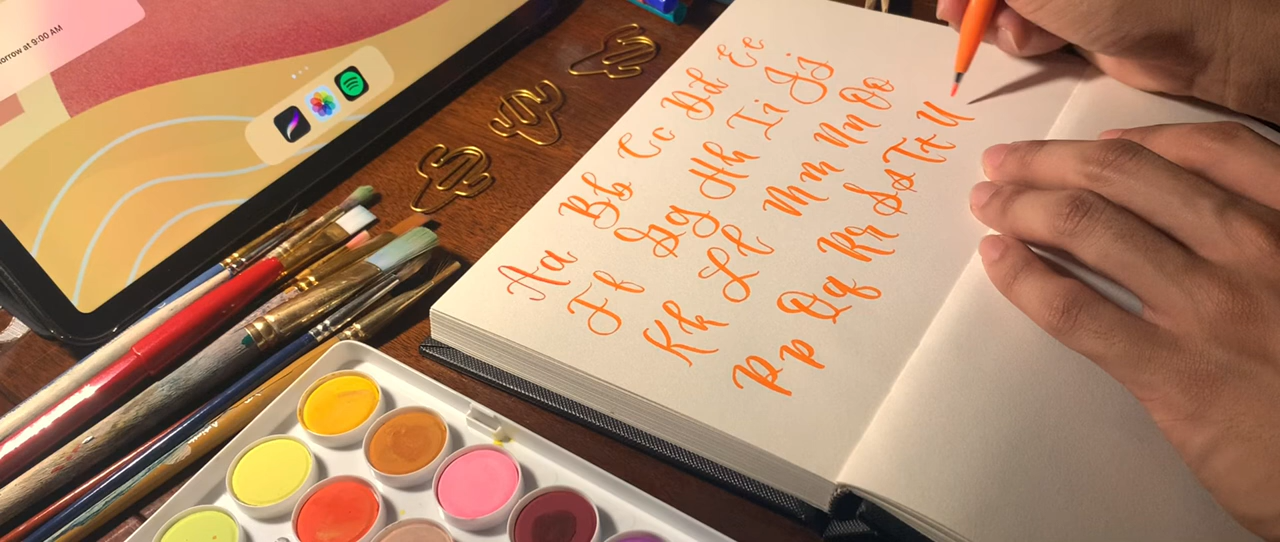 orrow at 9:00 AM
Aa Bb Cc Dd Ee
Ff Gg Hh Ii Jj
Kk Ll Mm Nn Oo
Pp Qq Rr Ss Tt U